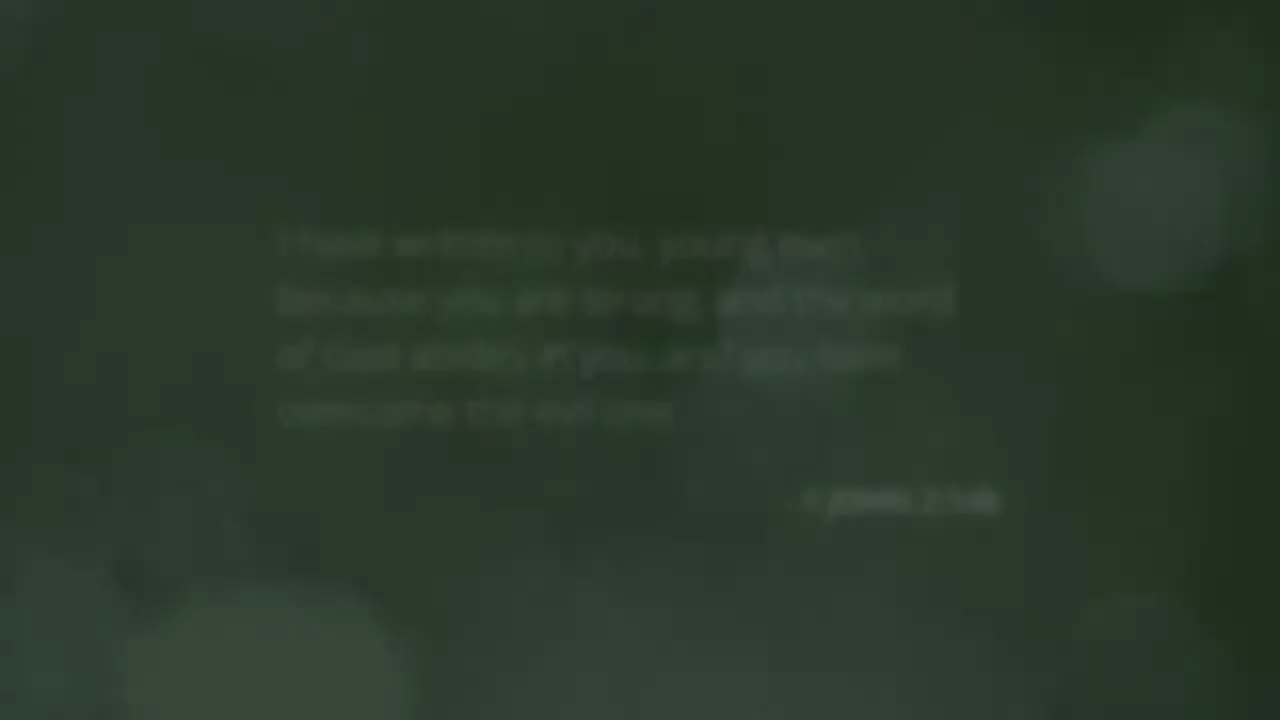 I have written to you, young men,
because you are strong, and the word
of God abides in you, and you have
overcome the evil one.
- 1 John 2:14b